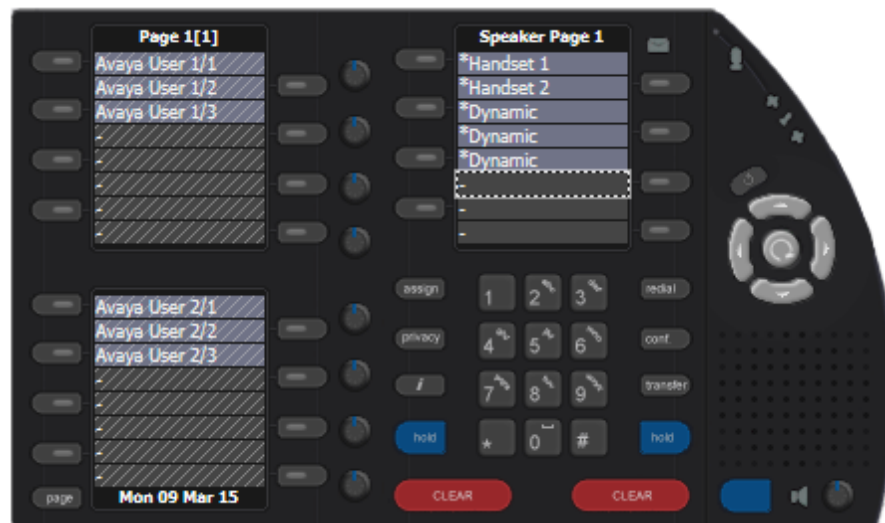 Page 1[1]
Avaya User 1/1
Avaya User 1/2
Avaya User 1/3
-
-
-
-
-
Speaker Page 1
*Handset 1
*Handset 2
*Dynamic
*Dynamic
*Dynamic
-
-
-
Avaya User 2/1
Avaya User 2/2
Avaya User 2/3
-
-
-
-
-
Mon 09 Mar 15
page
assign
1
2
3
redial
privacy
4
5
6
conf.
i
7
8
9
transfer
hold
*
0
#
hold
CLEAR
CLEAR